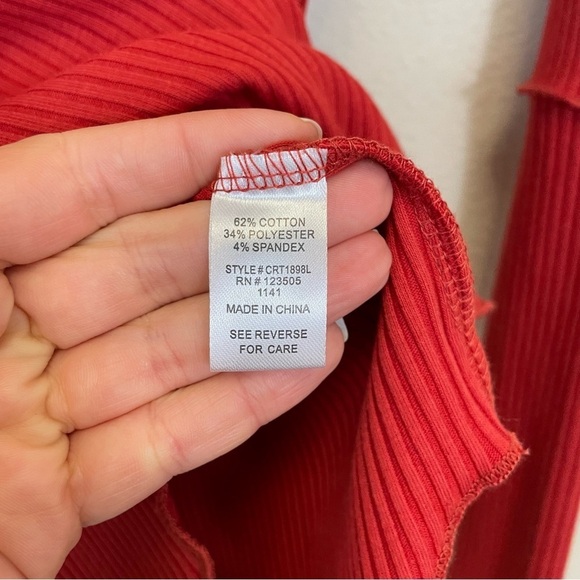 62% COTTON
34% POLYESTER
4% SPANDEX
STYLE # CRT1898L
RN # 123505
1141
MADE IN CHINA
SEE REVERSE
FOR CARE